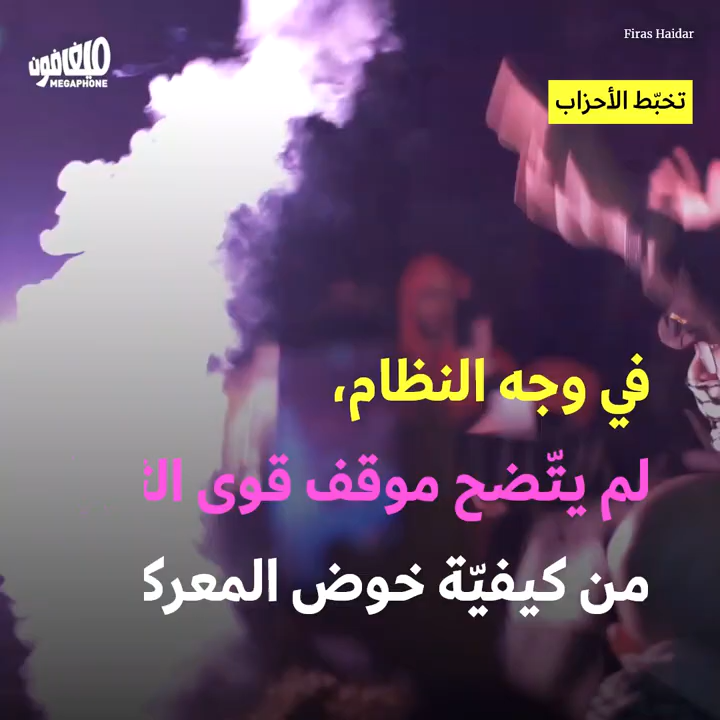 ميغافون
MEGAPHONE
Firas Haidar
تخبّط الأحزاب
في وجه النظام،
لم يتّضح موقف قوى
من كيفيّة خوض